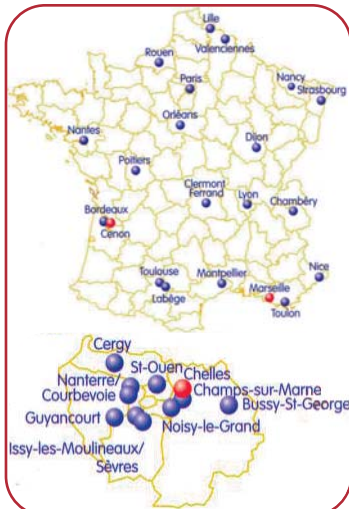 Lille
Valenciennes
Rouen
Paris
Nancy
Strasbourg
Orléans
Nantes
Dijon
Poitiers
Clermont
Ferrand
Lyon
Chambéry
Bordeaux
Cenon
Toulouse
Labège
Montpellier
Marseille
Nice
Toulon
Cergy
St-Ouen
Chelles
Nanterre/
Courbevoie
Champs-sur-Marne
Bussy-St-George
Guyancourt
Noisy-le-Grand
Issy-les-Moulineaux/
Sèvres